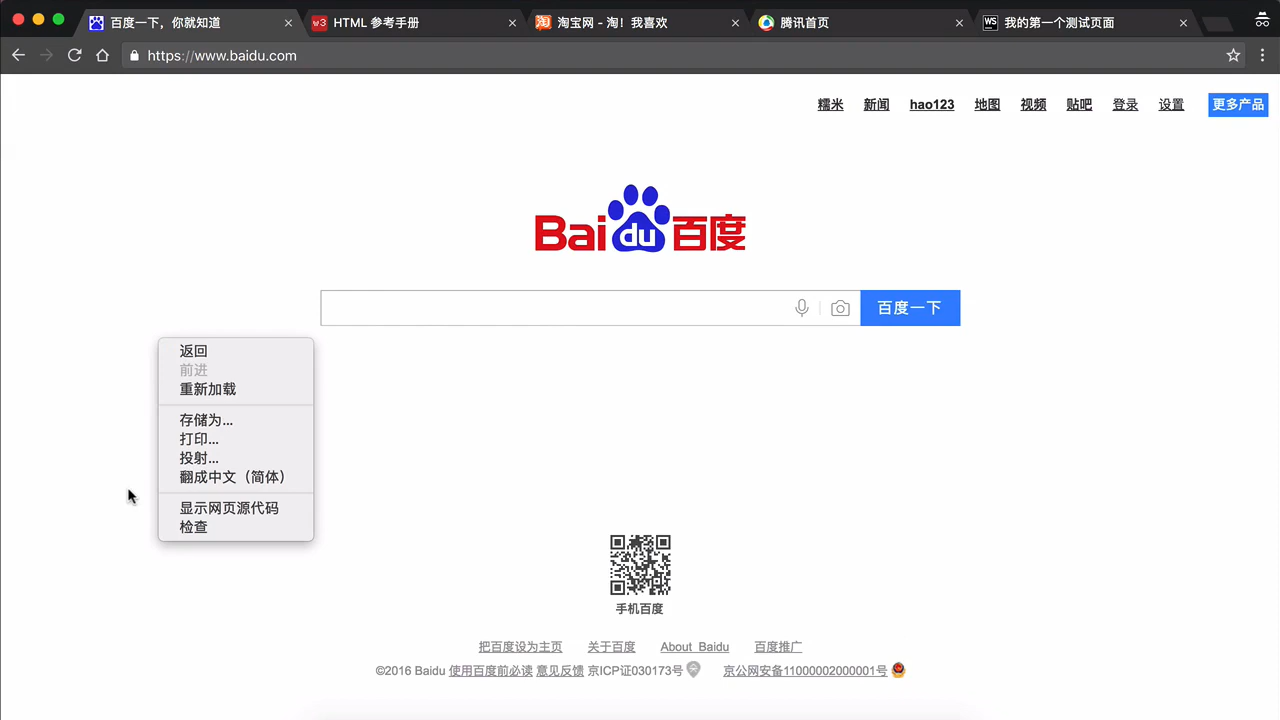 百度一下，你就知道
HTML 参考手册
淘宝网 - 淘！我喜欢
腾讯首页
我的第一个测试页面
https://www.baidu.com
糯米 新闻 hao123 地图 视频 贴吧 登录 设置 更多产品
Bai du 百度
百度一下
返回
前进
重新加载
存储为...
打印...
投射...
翻成中文（简体）
显示网页源代码
检查
手机百度
把百度设为主页 关于百度 About Baidu 百度推广
©2016 Baidu 使用百度前必读 意见反馈 京ICP证030173号 京公网安备11000002000001号